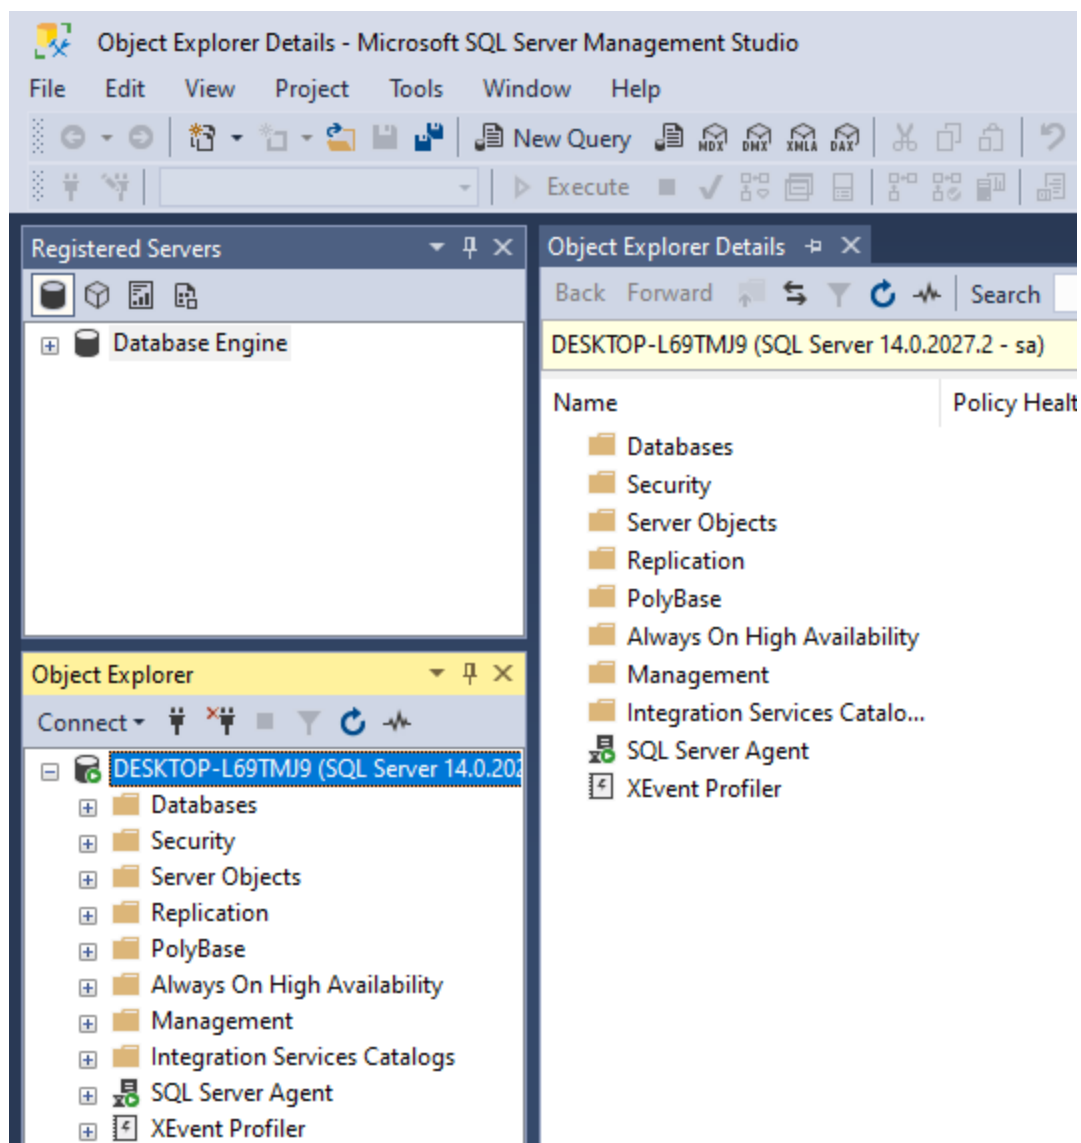 Object Explorer Details - Microsoft SQL Server Management Studio
File Edit View Project Tools Window Help
New Query MDX DMX XMLA DAX
Execute
Registered Servers
Database Engine
Object Explorer Details
Back Forward Search
DESKTOP-L69TMJ9 (SQL Server 14.0.2027.2 - sa)
Name Policy Healt
Databases
Security
Server Objects
Replication
PolyBase
Always On High Availability
Management
Integration Services Catalo...
SQL Server Agent
XEvent Profiler
Object Explorer
Connect
DESKTOP-L69TMJ9 (SQL Server 14.0.202
Databases
Security
Server Objects
Replication
PolyBase
Always On High Availability
Management
Integration Services Catalogs
SQL Server Agent
XEvent Profiler